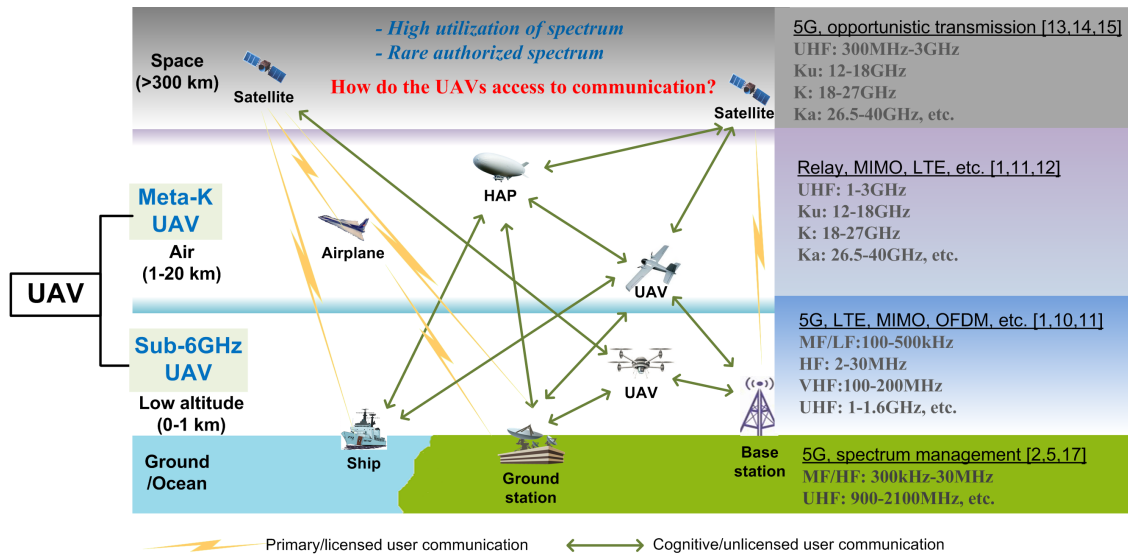 - High utilization of spectrum
- Rare authorized spectrum
How do the UAVs access to communication?
Space
(>300 km)
Satellite
Satellite
5G, opportunistic transmission [13,14,15]
UHF: 300MHz-3GHz
Ku: 12-18GHz
K: 18-27GHz
Ka: 26.5-40GHz, etc.
UAV
Meta-K
UAV
Air
(1-20 km)
HAP
Airplane
UAV
Relay, MIMO, LTE, etc. [1,11,12]
UHF: 1-3GHz
Ku: 12-18GHz
K: 18-27GHz
Ka: 26.5-40GHz, etc.
Sub-6GHz
UAV
Low altitude
(0-1 km)
UAV
5G, LTE, MIMO, OFDM, etc. [1,10,11]
MF/LF:100-500kHz
HF: 2-30MHz
VHF:100-200MHz
UHF: 1-1.6GHz, etc.
Ground
/Ocean
Ship
Ground
station
Base
station
5G, spectrum management [2,5,17]
MF/HF: 300kHz-30MHz
UHF: 900-2100MHz, etc.
Primary/licensed user communication
Cognitive/unlicensed user communication